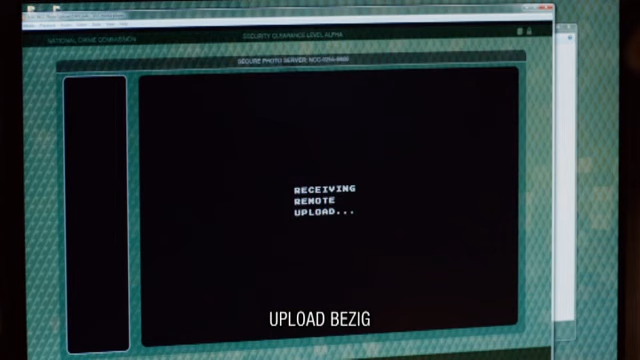 NATIONAL CRIME COMMISSION
SECURITY CLEARANCE LEVEL ALPHA
SECURE PHOTO SERVER:
RECEIVING
REMOTE
UPLOAD...
UPLOAD BEZIG